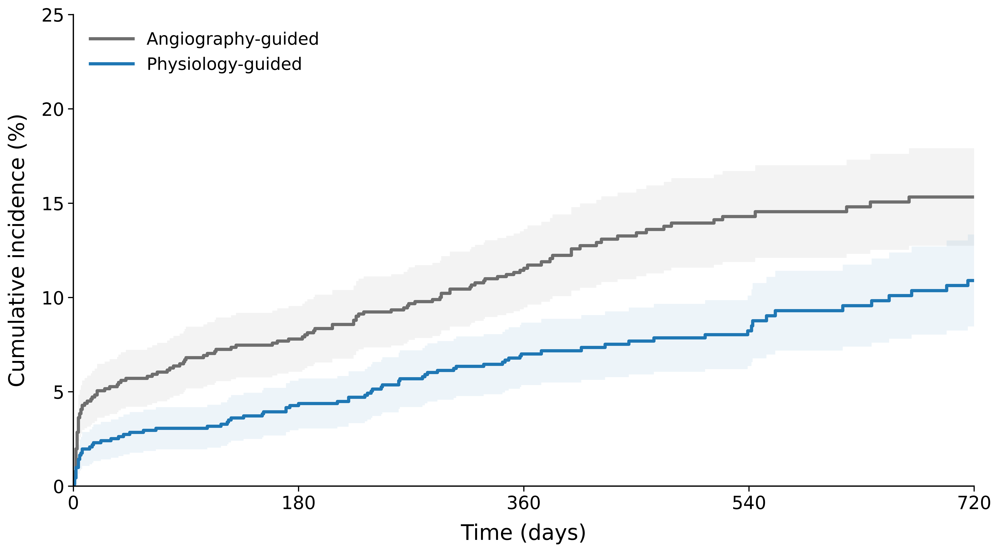 Angiography-guided
Physiology-guided
Cumulative incidence (%)
25
20
15
10
5
0
0 180 360 540 720
Time (days)